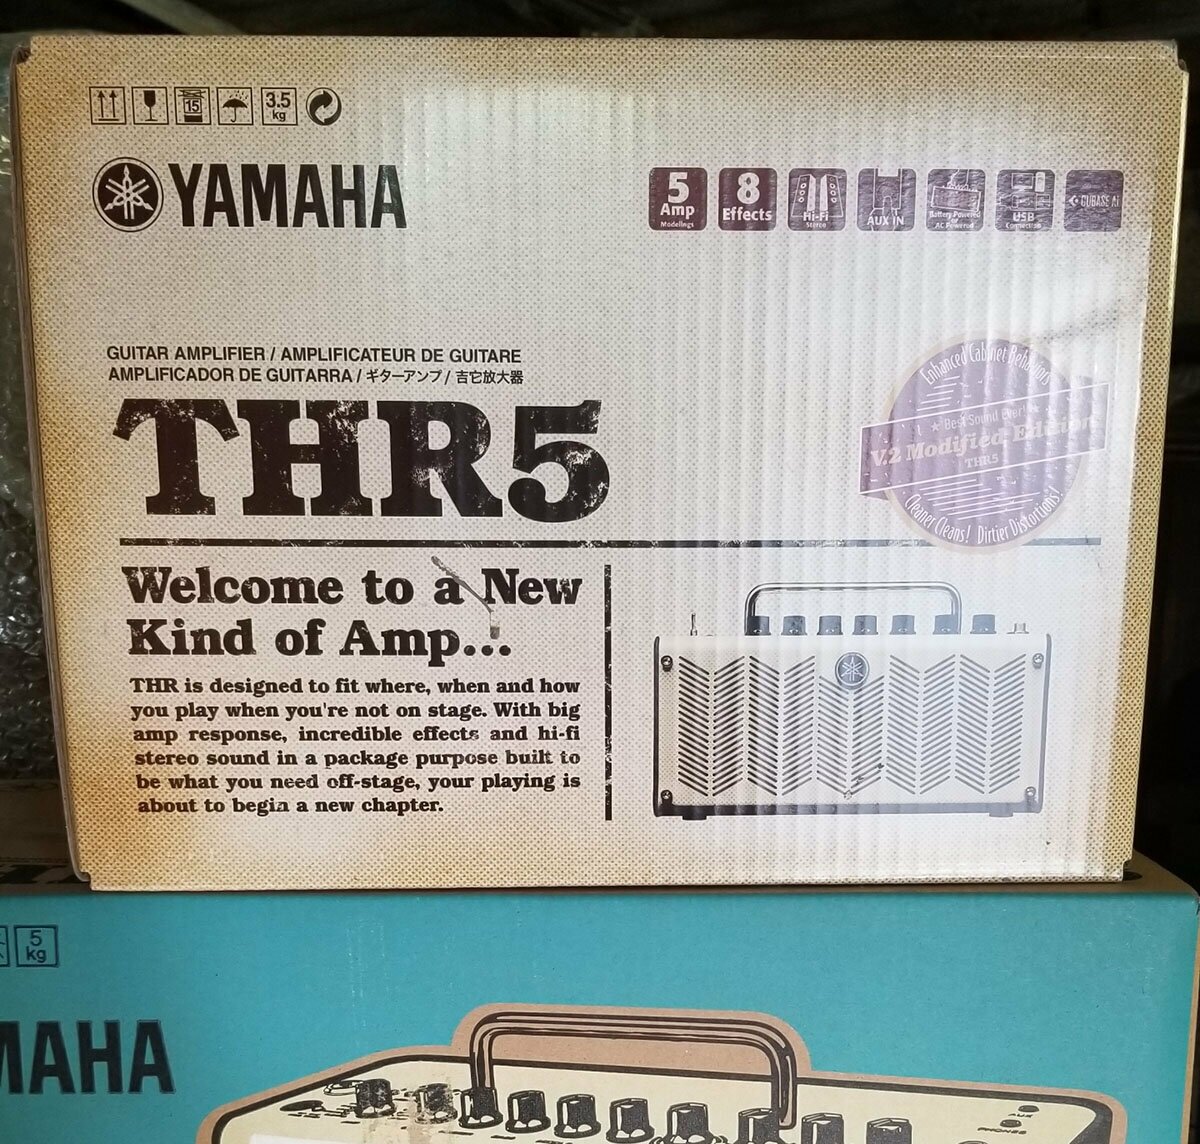 15
3.5
kg
YAMAHA
5
Amp
Modelings
8
Effects
Hi-Fi
Stereo
AUX IN
Battery Powered
or
AC Powered
USB
Connection
CUBASE AI
GUITAR AMPLIFIER / AMPLIFICATEUR DE GUITARE
AMPLIFICADOR DE GUITARRA / ギターアンプ / 吉它放大器
THR5
Enhanced Cabinet Behaviors
★ Best Sound Ever! ★
V.2 Modified Edition
THR5
Cleaner Cleans! Dirtier Distortions!
Welcome to a New
Kind of Amp...
THR is designed to fit where, when and how
you play when you're not on stage. With big
amp response, incredible effects and hi-fi
stereo sound in a package purpose built to
be what you need off-stage, your playing is
about to begin a new chapter.
5
kg
MAHA
AUX
PHONES